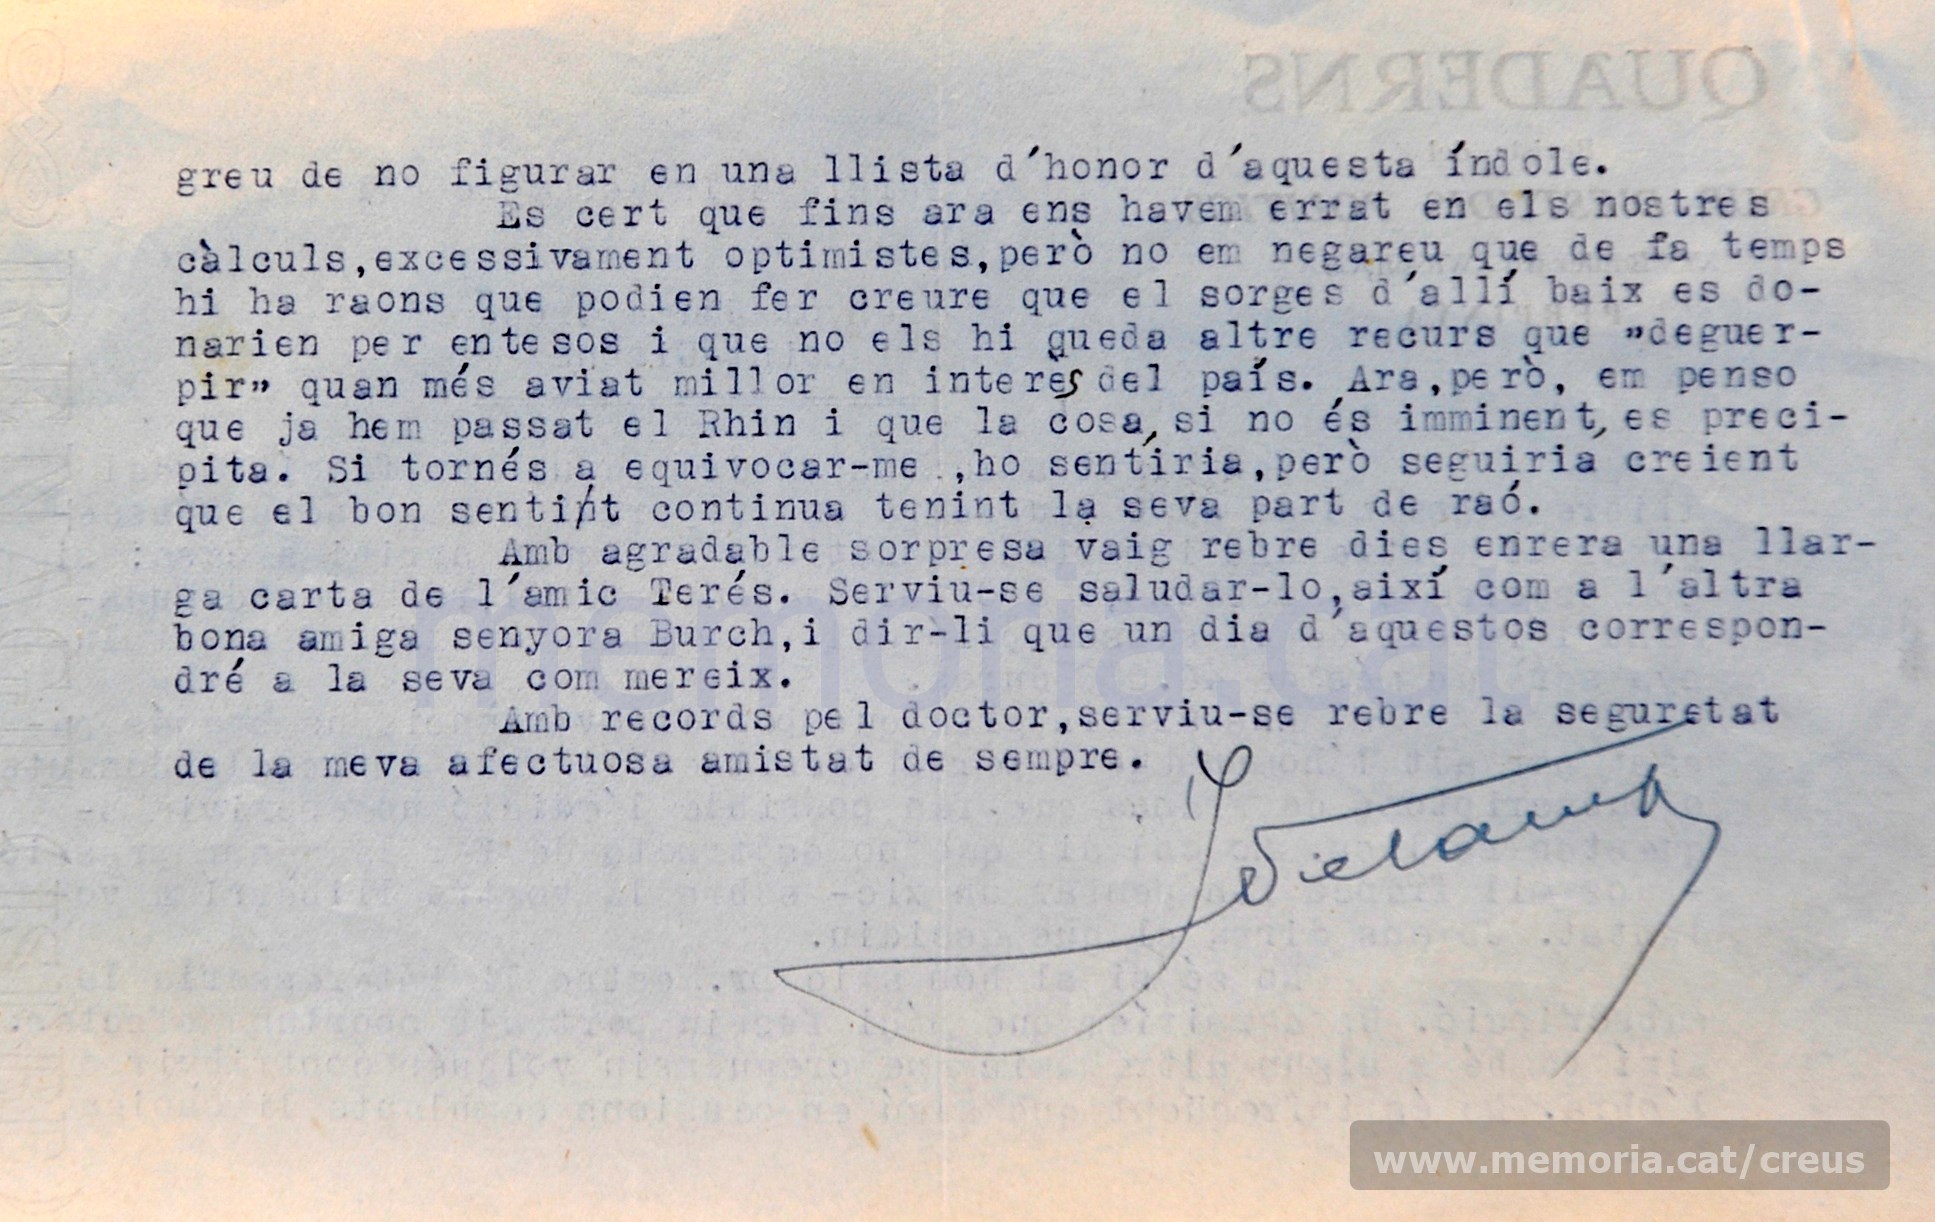 QUADERNS
greu de no figurar en una llista d´honor d´aquesta índole.
Es cert que fins ara ens havem errat en els nostres
càlculs,excessivament optimistes,però no em negareu que de fa temps
hi ha raons que podien fer creure que el sorges d´allí baix es do-
narien per entesos i que no els hi queda altre recurs que "deguer-
pir" quan més aviat millor en interès del país. Ara,però, em penso
que ja hem passat el Rhin i que la cosa,si no és imminent,es preci-
pita. Si tornés a equivocar-me ,ho sentiria,però seguiria creient
que el bon sentit continua tenint la seva part de raó.
Amb agradable sorpresa vaig rebre dies enrera una llar-
ga carta de l´amic Terés. Serviu-se saludar-lo,així com a l´altra
bona amiga senyora Burch,i dir-li que un dia d´aquestos correspon-
dré a la seva com mereix.
Amb records pel doctor,serviu-se rebre la seguretat
de la meva afectuosa amistat de sempre.
memoria.cat
www.memoria.cat/creus